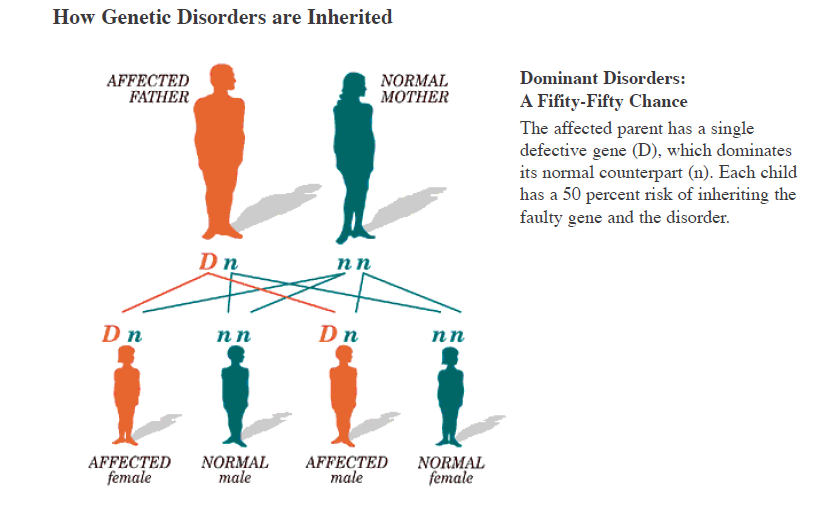 How Genetic Disorders are Inherited
AFFECTED
FATHER
NORMAL
MOTHER
Dominant Disorders:
A Fifity-Fifty Chance
The affected parent has a single
defective gene (D), which dominates
its normal counterpart (n). Each child
has a 50 percent risk of inheriting the
faulty gene and the disorder.
D n
n n
D n
n n
D n
n n
AFFECTED
female
NORMAL
male
AFFECTED
male
NORMAL
female